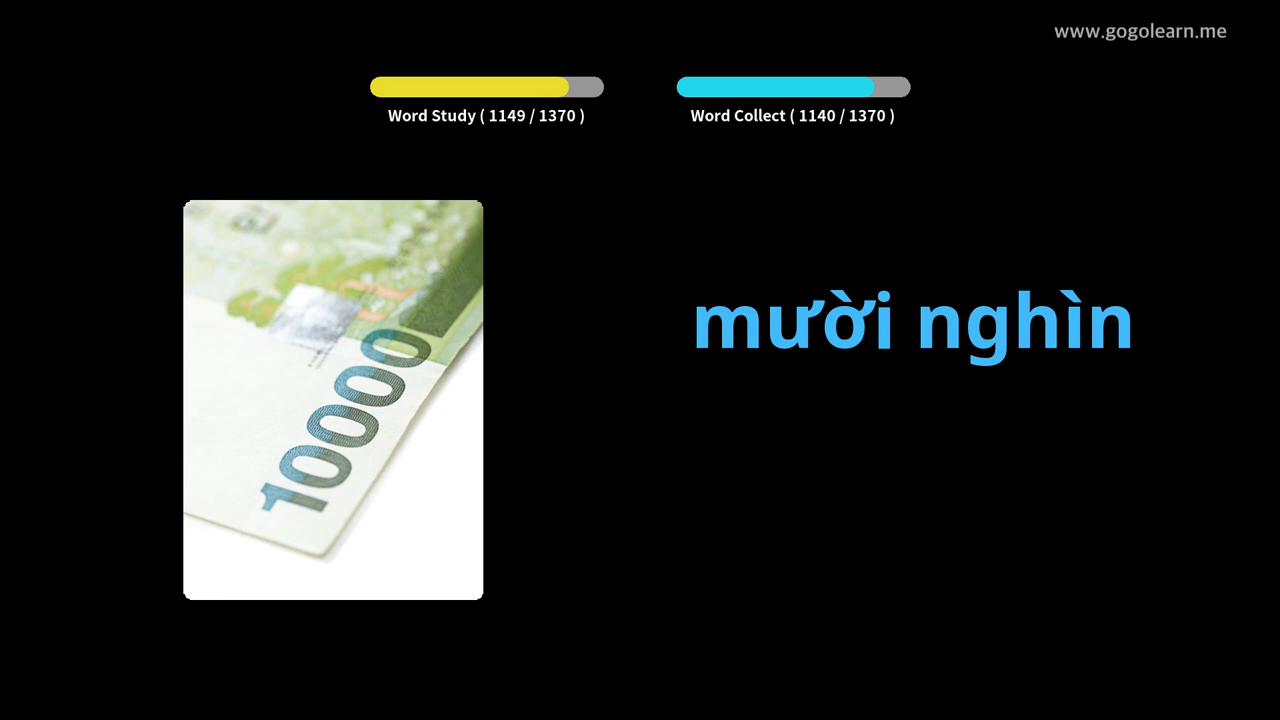 www.gogolearn.me
Word Study ( 1149 / 1370 )
Word Collect ( 1140 / 1370 )
10000
mười nghìn